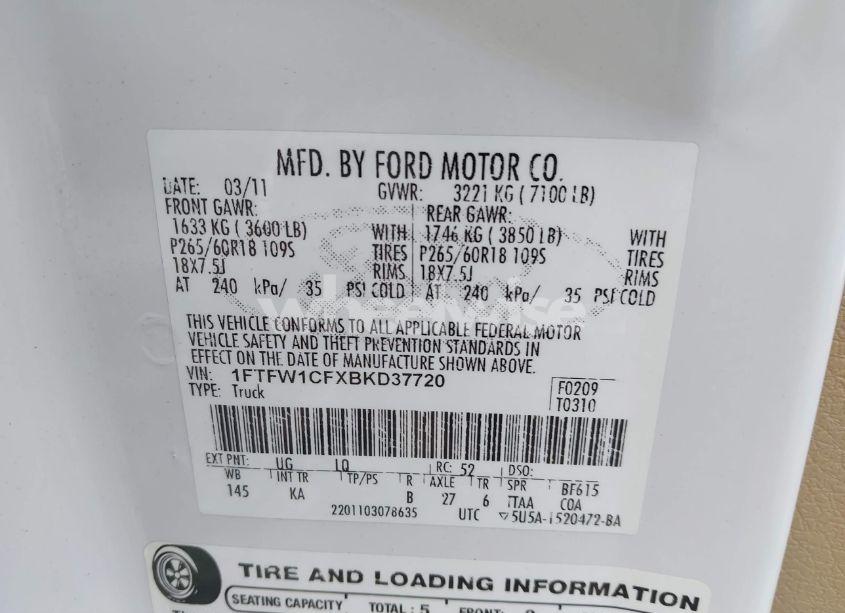 MFD. BY FORD MOTOR CO.
DATE: 03/11 GVWR: 3221 KG ( 7100 LB)
FRONT GAWR: REAR GAWR:
1633 KG ( 3600 LB) WITH 1746 KG ( 3850 LB) WITH
P265/60R18 109S TIRES P265/60R18 109S TIRES
18X7.5J RIMS 18X7.5J RIMS
AT 240 kPa/ 35 PSI COLD AT 240 kPa/ 35 PSI COLD
THIS VEHICLE CONFORMS TO ALL APPLICABLE FEDERAL MOTOR
VEHICLE SAFETY AND THEFT PREVENTION STANDARDS IN
EFFECT ON THE DATE OF MANUFACTURE SHOWN ABOVE.
VIN: 1FTFW1CFXBKD37720
TYPE: Truck
F0209
T0310
EXT PNT: UG LQ RC: 52 DSO:
WB INT TR TP/PS R AXLE TR SPR BF615
145 KA B 27 6 ITAA COA
2201103078635 UTC ▽5U5A-1520472-BA
TIRE AND LOADING INFORMATION
SEATING CAPACITY TOTAL : 5